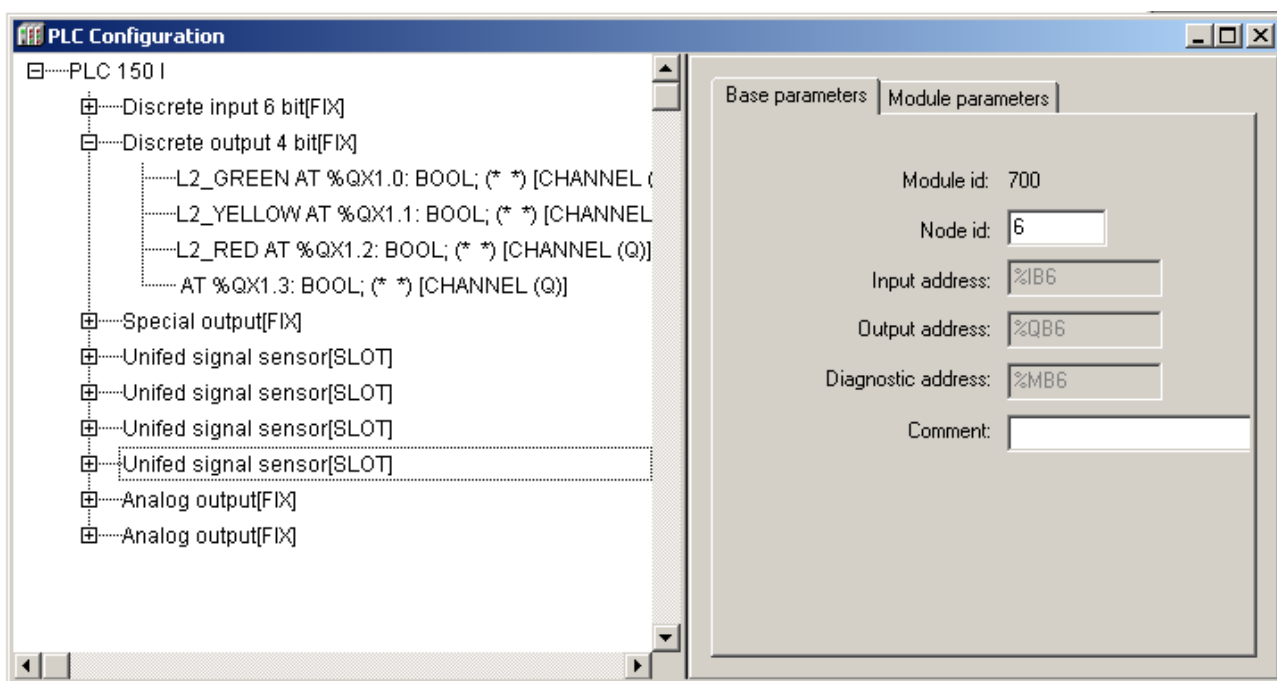 PLC Configuration
PLC 150 I
Discrete input 6 bit[FIX]
Discrete output 4 bit[FIX]
L2_GREEN AT %QX1.0: BOOL; (* *) [CHANNEL (
L2_YELLOW AT %QX1.1: BOOL; (* *) [CHANNEL
L2_RED AT %QX1.2: BOOL; (* *) [CHANNEL (Q)]
AT %QX1.3: BOOL; (* *) [CHANNEL (Q)]
Special output[FIX]
Unifed signal sensor[SLOT]
Unifed signal sensor[SLOT]
Unifed signal sensor[SLOT]
Unifed signal sensor[SLOT]
Analog output[FIX]
Analog output[FIX]
Base parameters Module parameters
Module id: 700
Node id: 6
Input address: %IB6
Output address: %QB6
Diagnostic address: %MB6
Comment: